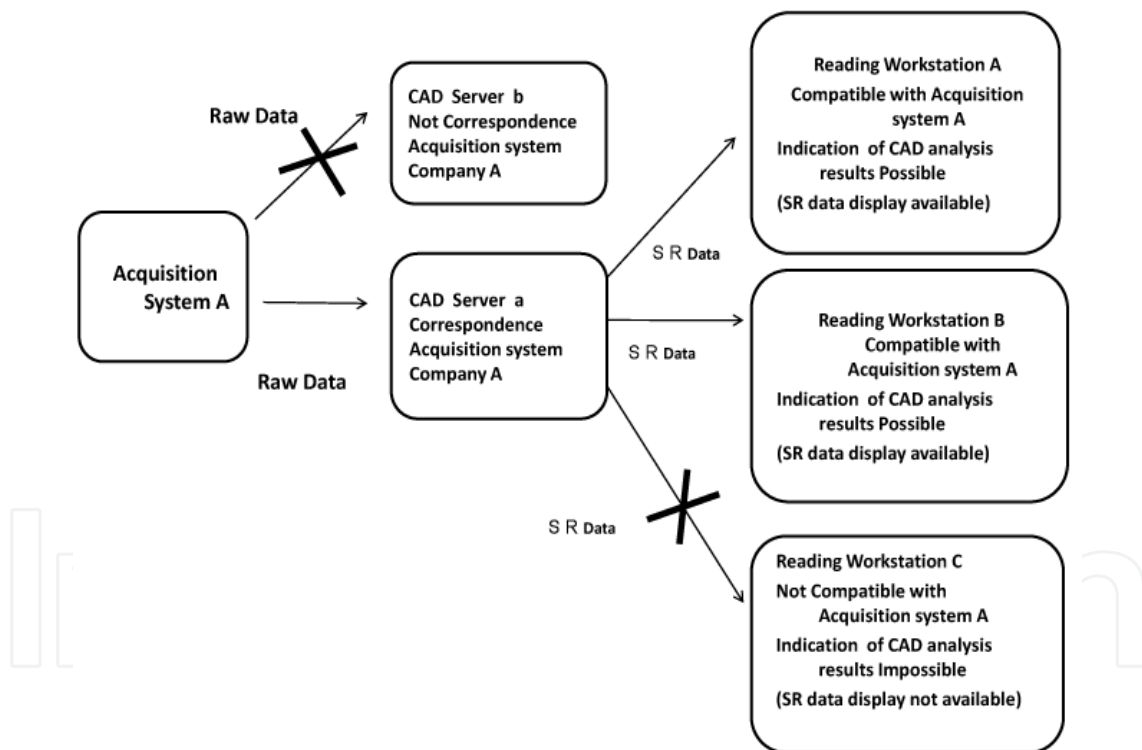 Raw Data
CAD Server b
Not Correspondence
Acquisition system
Company A
Acquisition
System A
Raw Data
CAD Server a
Correspondence
Acquisition system
Company A
S R Data
S R Data
S R Data
Reading Workstation A
Compatible with Acquisition
system A
Indication of CAD analysis
results Possible
(SR data display available)
Reading Workstation B
Compatible with
Acquisition system A
Indication of CAD analysis
results Possible
(SR data display available)
Reading Workstation C
Not Compatible with
Acquisition system A
Indication of CAD analysis
results Impossible
(SR data display not available)